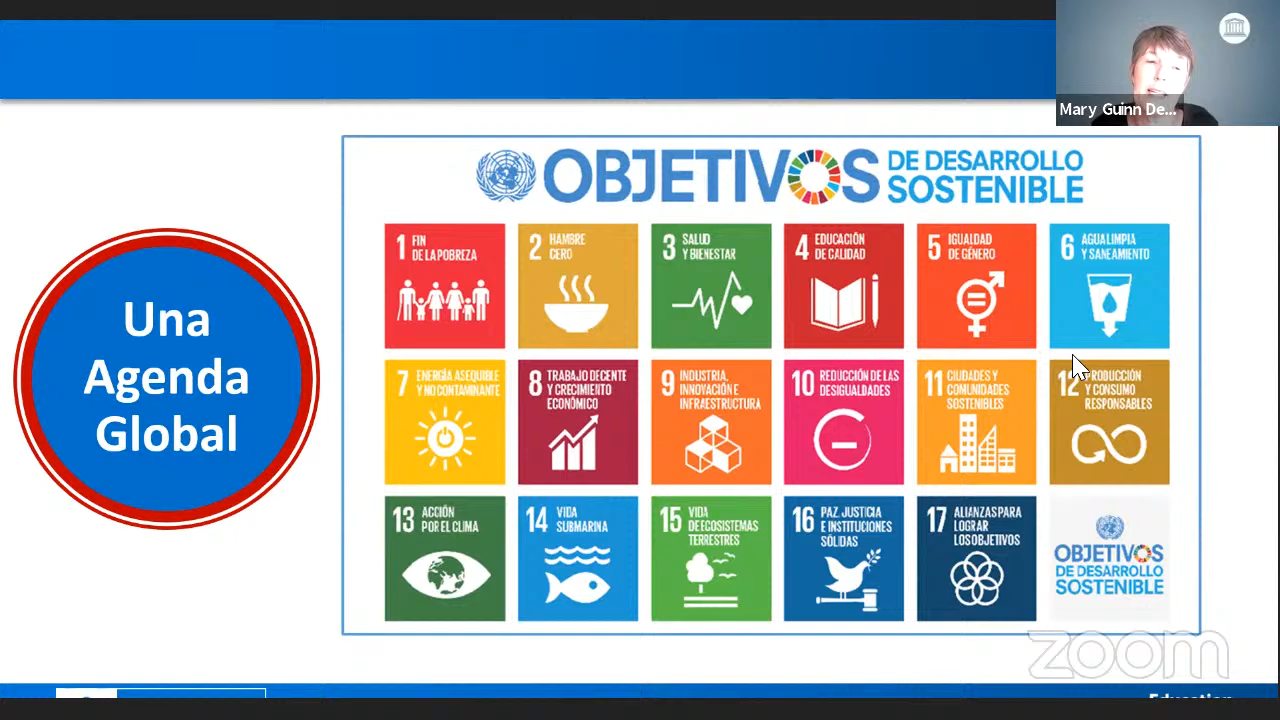 Mary Guinn De...
OBJETIVOS
DE DESARROLLO
SOSTENIBLE
Una
Agenda
Global
1 FIN
DE LA POBREZA
2 HAMBRE
CERO
3 SALUD
Y BIENESTAR
4 EDUCACIÓN
DE CALIDAD
5 IGUALDAD
DE GÉNERO
6 AGUA LIMPIA
Y SANEAMIENTO
7 ENERGÍA ASEQUIBLE
Y NO CONTAMINANTE
8 TRABAJO DECENTE
Y CRECIMIENTO
ECONÓMICO
9 INDUSTRIA,
INNOVACIÓN E
INFRAESTRUCTURA
10 REDUCCIÓN DE LAS
DESIGUALDADES
11 CIUDADES Y
COMUNIDADES
SOSTENIBLES
12 PRODUCCIÓN
Y CONSUMO
RESPONSABLES
13 ACCIÓN
POR EL CLIMA
14 VIDA
SUBMARINA
15 VIDA
DE ECOSISTEMAS
TERRESTRES
16 PAZ, JUSTICIA
E INSTITUCIONES
SÓLIDAS
17 ALIANZAS PARA
LOGRAR
LOS OBJETIVOS
OBJETIVOS
DE DESARROLLO
SOSTENIBLE
zoom
Education